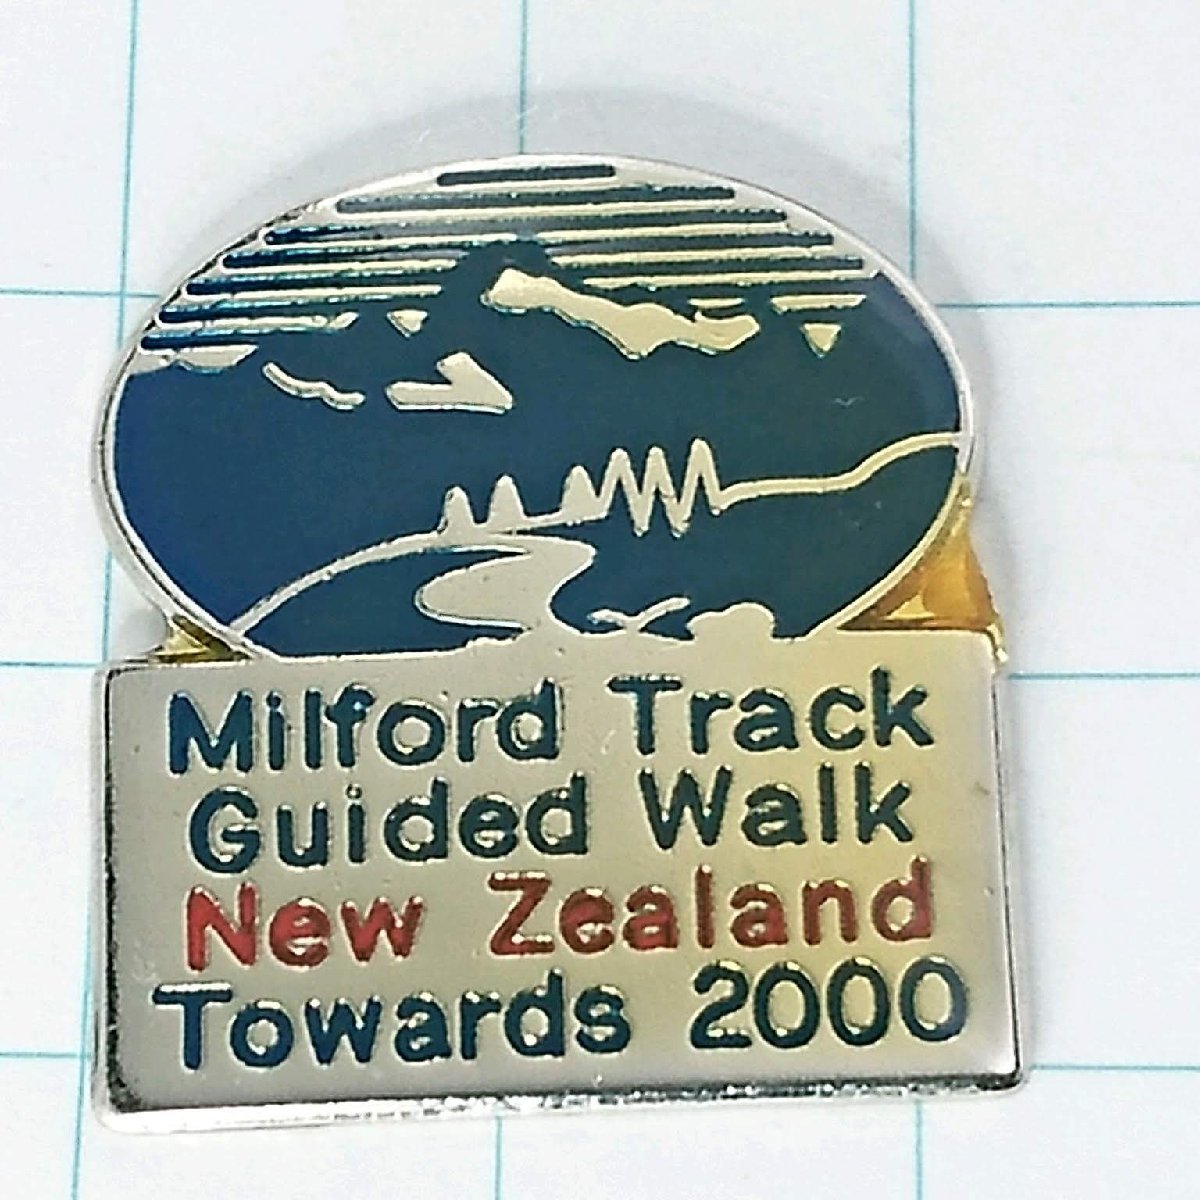 Milford Track
Guided Walk
New Zealand
Towards 2000